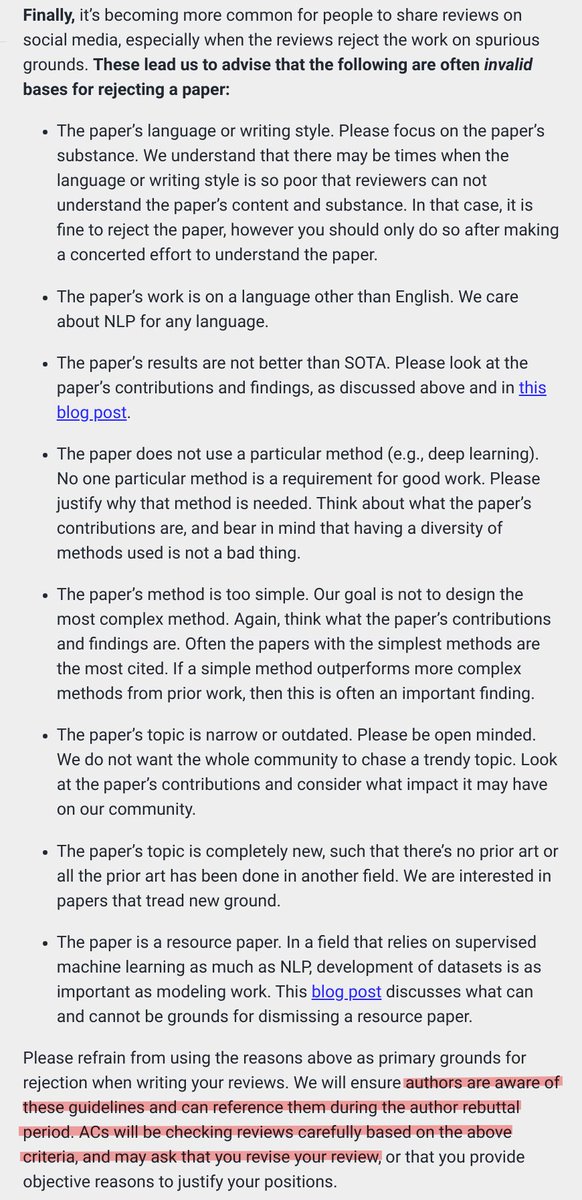 Finally, it’s becoming more common for people to share reviews on
social media, especially when the reviews reject the work on spurious
grounds. These lead us to advise that the following are often invalid
bases for rejecting a paper:
• The paper’s language or writing style. Please focus on the paper’s
substance. We understand that there may be times when the
language or writing style is so poor that reviewers can not
understand the paper’s content and substance. In that case, it is
fine to reject the paper, however you should only do so after making
a concerted effort to understand the paper.
• The paper’s work is on a language other than English. We care
about NLP for any language.
• The paper’s results are not better than SOTA. Please look at the
paper’s contributions and findings, as discussed above and in this
blog post.
• The paper does not use a particular method (e.g., deep learning).
No one particular method is a requirement for good work. Please
justify why that method is needed. Think about what the paper’s
contributions are, and bear in mind that having a diversity of
methods used is not a bad thing.
• The paper’s method is too simple. Our goal is not to design the
most complex method. Again, think what the paper’s contributions
and findings are. Often the papers with the simplest methods are
the most cited. If a simple method outperforms more complex
methods from prior work, then this is often an important finding.
• The paper’s topic is narrow or outdated. Please be open minded.
We do not want the whole community to chase a trendy topic. Look
at the paper’s contributions and consider what impact it may have
on our community.
• The paper’s topic is completely new, such that there’s no prior art or
all the prior art has been done in another field. We are interested in
papers that tread new ground.
• The paper is a resource paper. In a field that relies on supervised
machine learning as much as NLP, development of datasets is as
important as modeling work. This blog post discusses what can
and cannot be grounds for dismissing a resource paper.
Please refrain from using the reasons above as primary grounds for
rejection when writing your reviews. We will ensure authors are aware of
these guidelines and can reference them during the author rebuttal
period. ACs will be checking reviews carefully based on the above
criteria, and may ask that you revise your review, or that you provide
objective reasons to justify your positions.